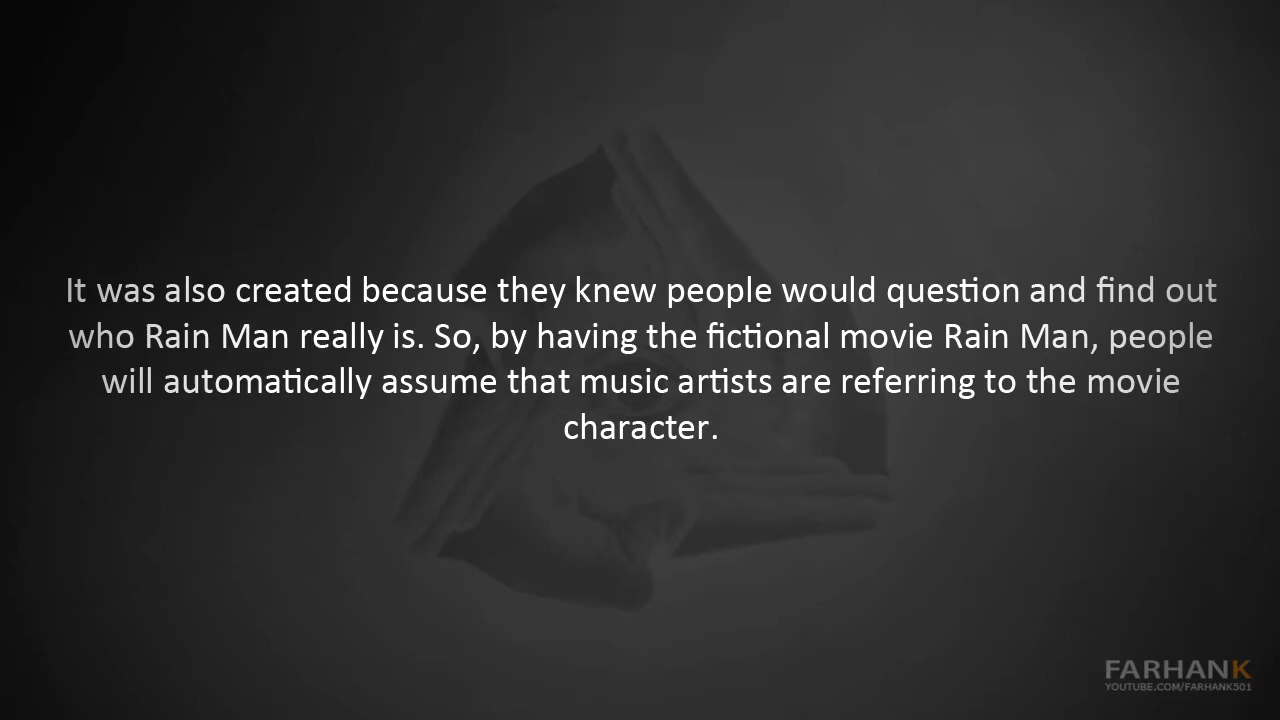 It was also created because they knew people would question and find out
who Rain Man really is. So, by having the fictional movie Rain Man, people
will automatically assume that music artists are referring to the movie
character.
FARHANK
YOUTUBE.COM/FARHANK501